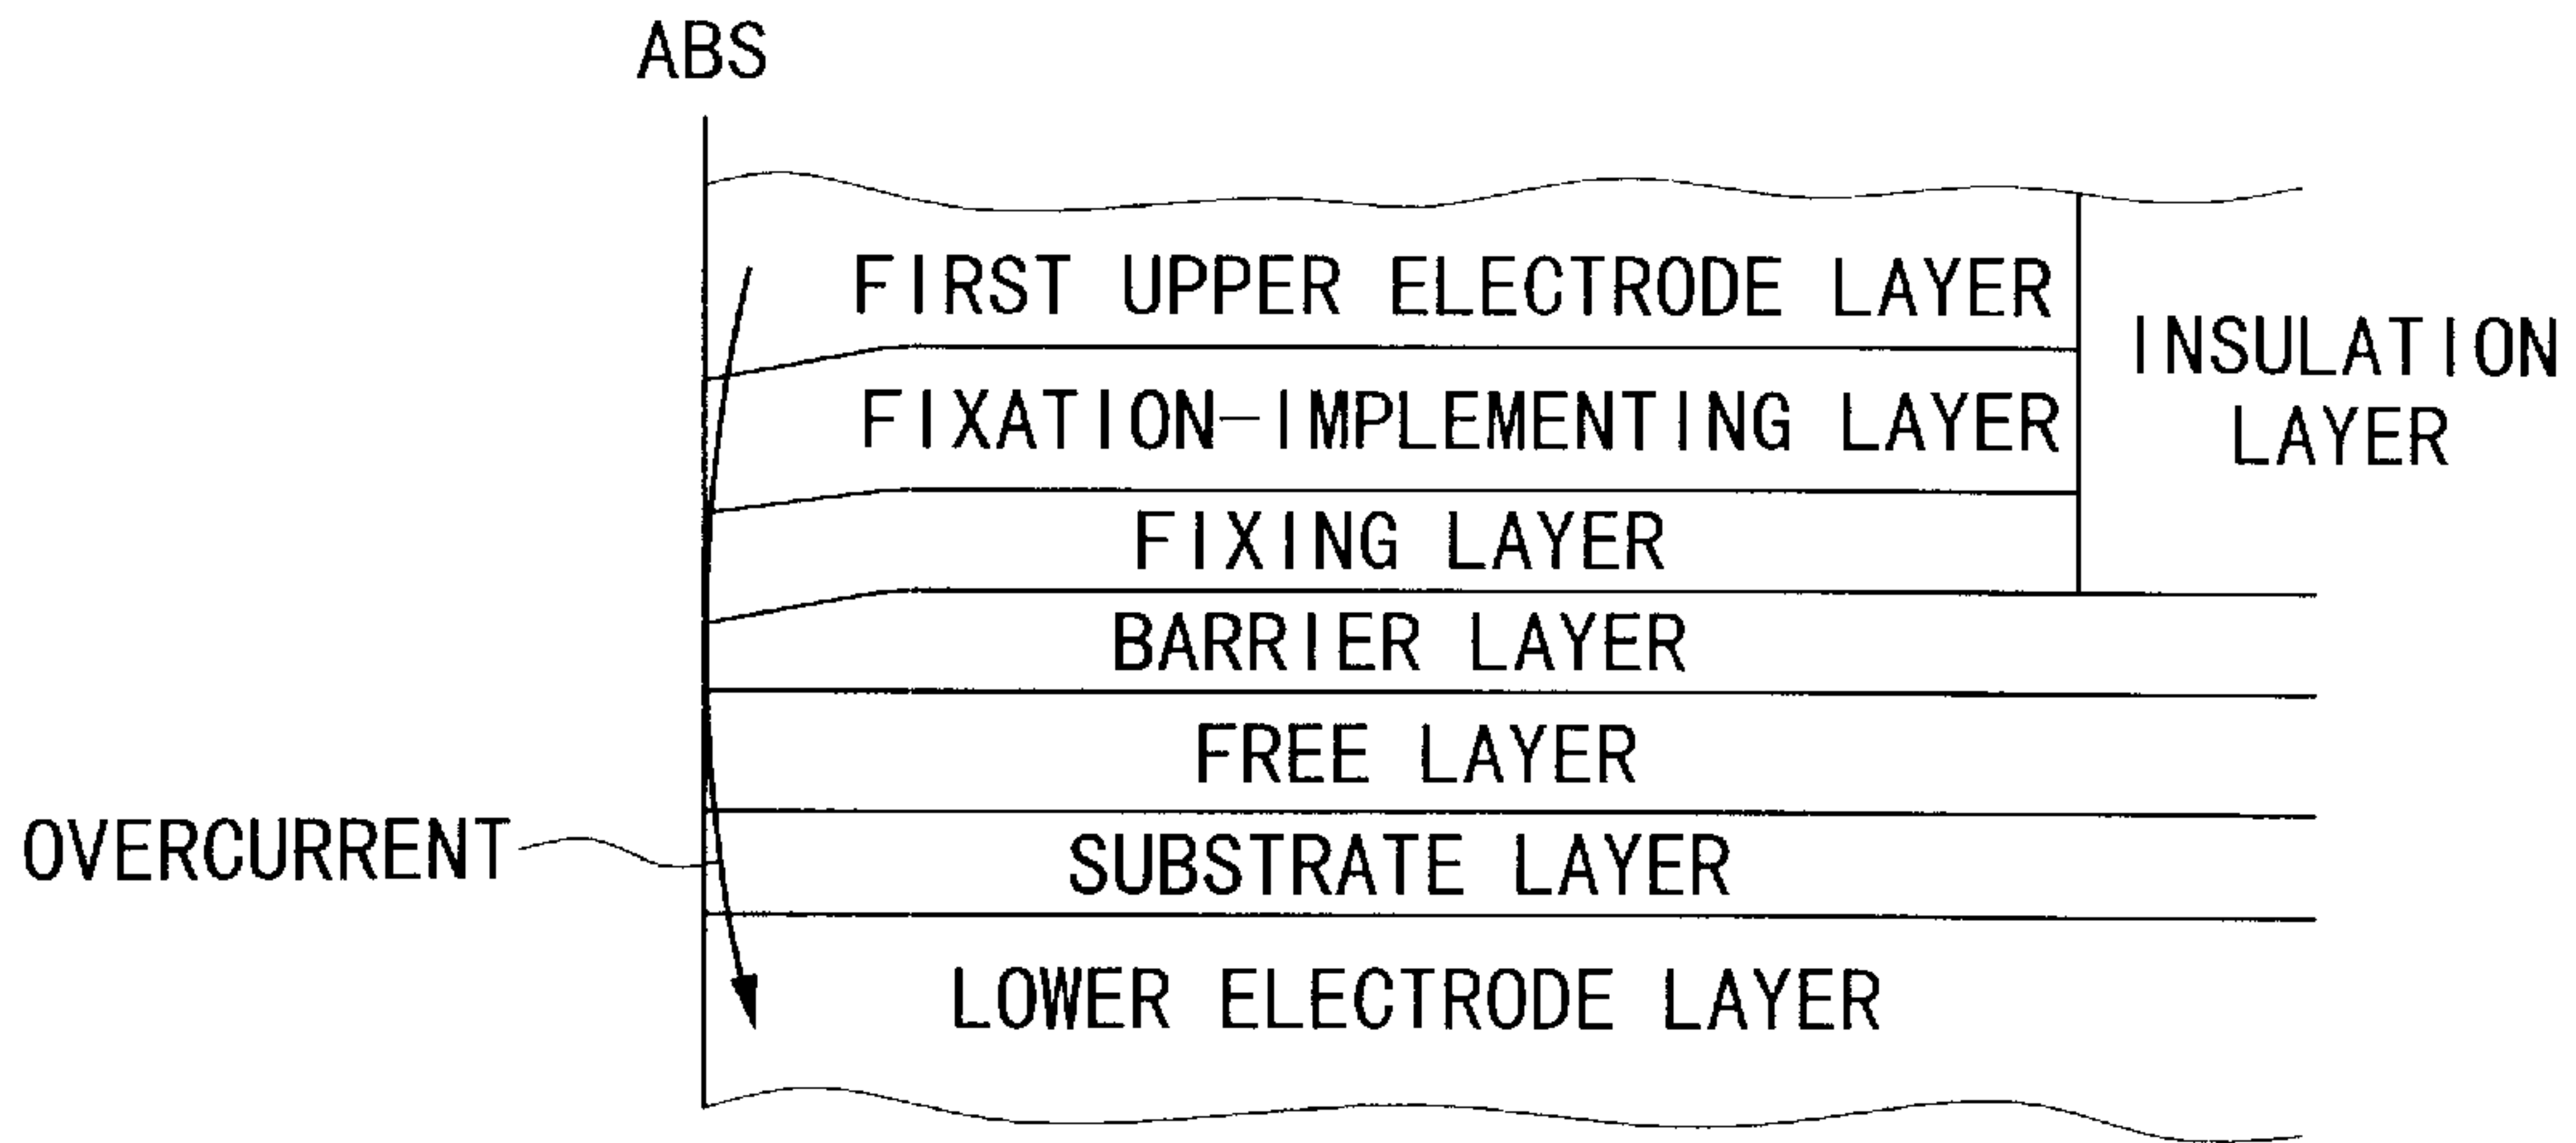 ABS
FIRST UPPER ELECTRODE LAYER
FIXATION-IMPLEMENTING LAYER
INSULATION
LAYER
FIXING LAYER
BARRIER LAYER
FREE LAYER
OVERCURRENT
SUBSTRATE LAYER
LOWER ELECTRODE LAYER